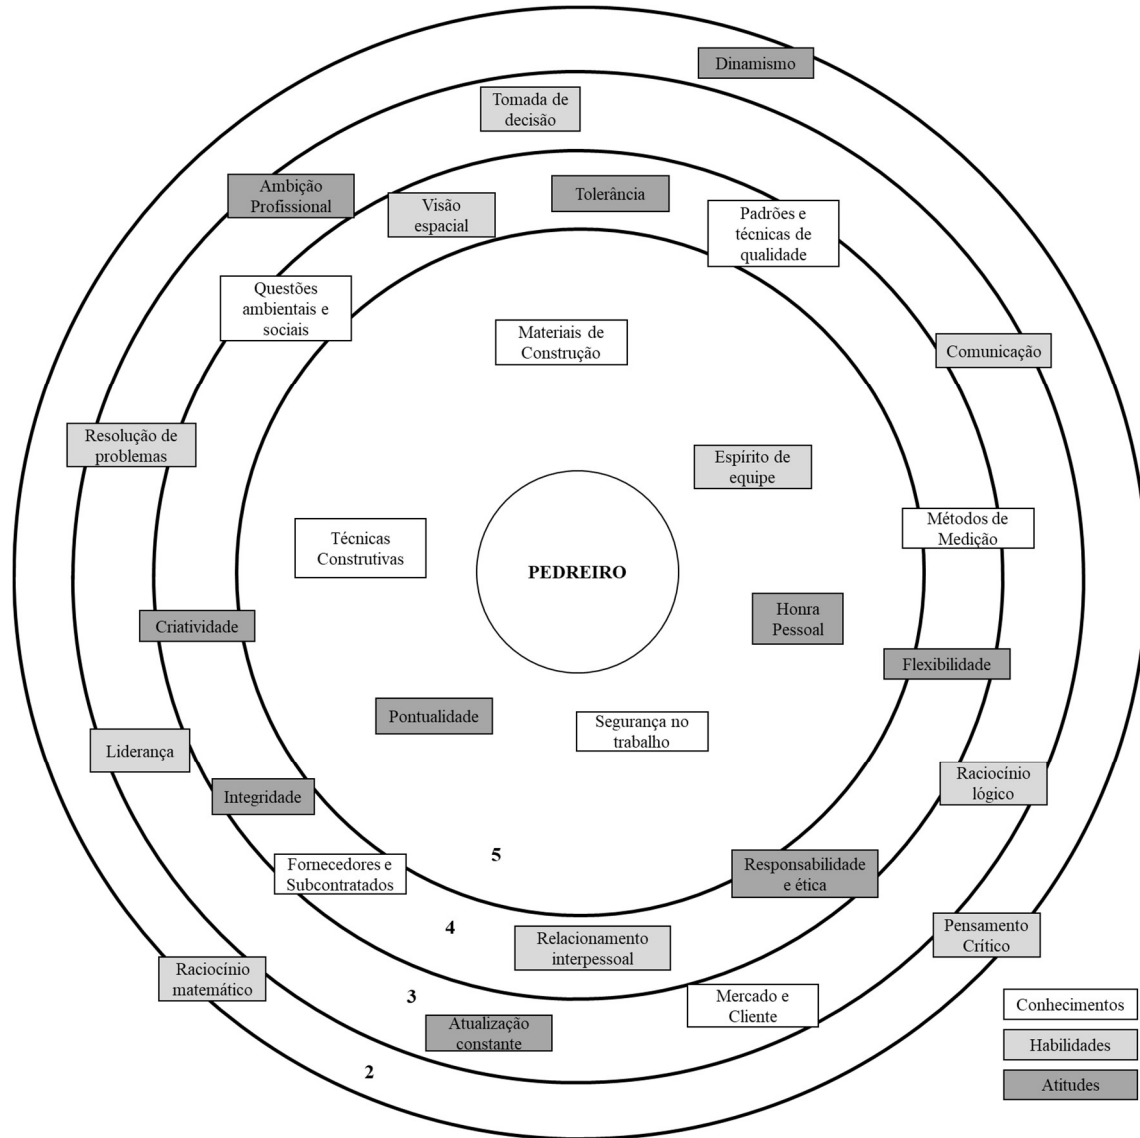 Dinamismo
Tomada de
decisão
Ambição
Profissional
Visão
espacial
Tolerância
Padrões e
técnicas de
qualidade
Questões
ambientais e
sociais
Materiais de
Construção
Comunicação
Resolução de
problemas
Espírito de
equipe
Técnicas
Construtivas
PEDREIRO
Métodos de
Medição
Criatividade
Honra
Pessoal
Flexibilidade
Pontualidade
Segurança no
trabalho
Liderança
Integridade
Raciocínio
lógico
5
Fornecedores e
Subcontratados
Responsabilidade
e ética
4
Relacionamento
interpessoal
Pensamento
Crítico
Raciocínio
matemático
3
Mercado e
Cliente
Atualização
constante
2
Conhecimentos
Habilidades
Atitudes